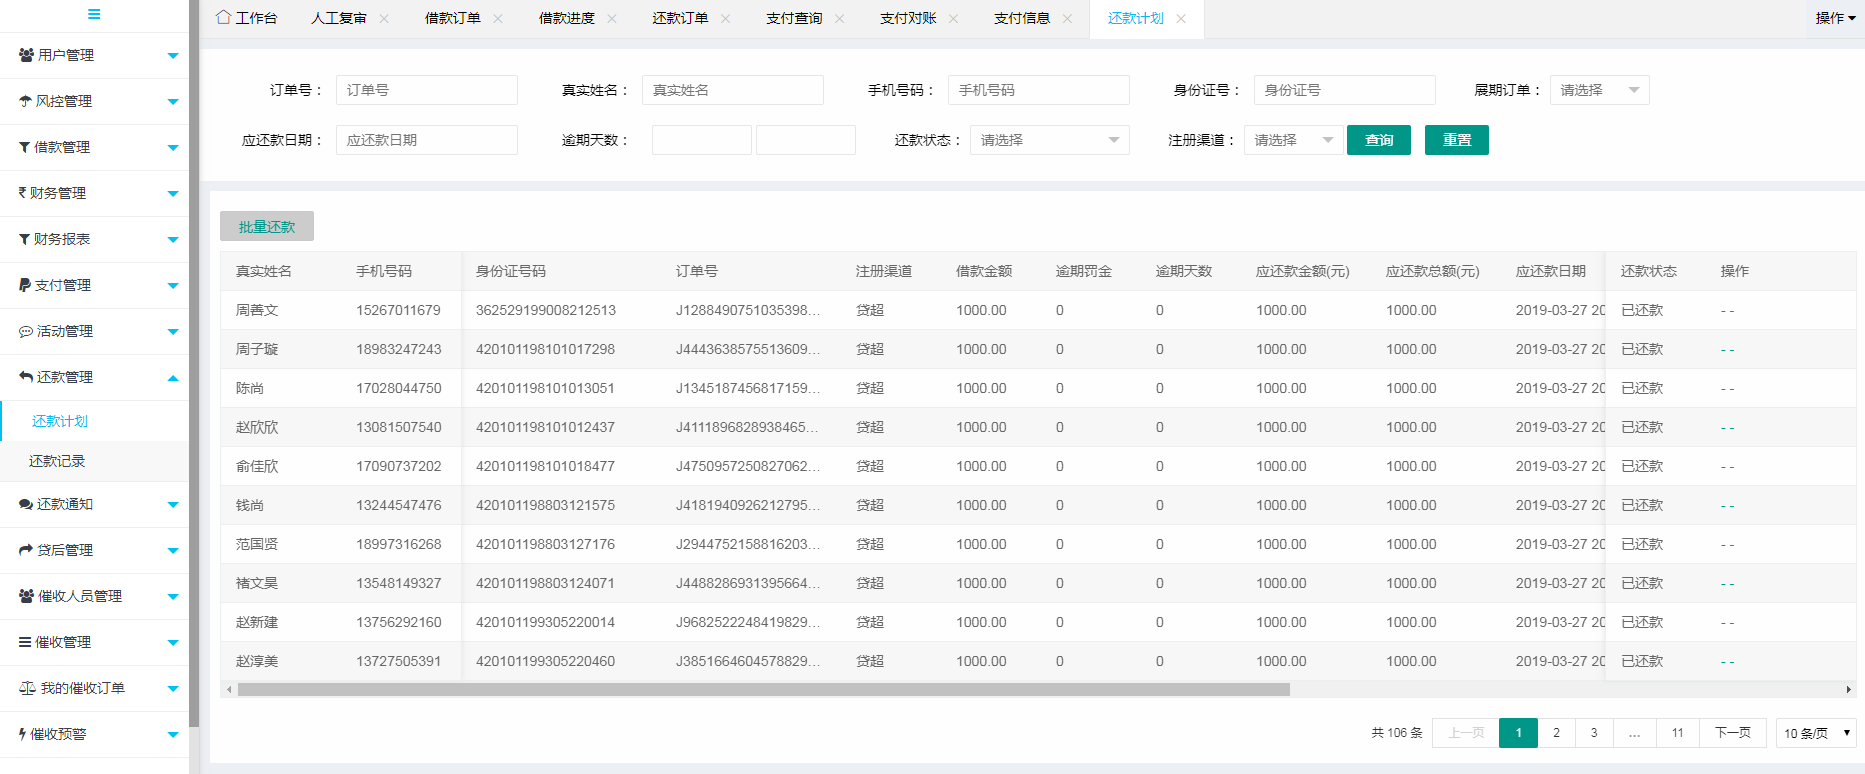 工作台 人工复审 借款订单 借款进度 还款订单 支付查询 支付对账 支付信息 还款计划 操作
用户管理
风控管理
借款管理
财务管理
财务报表
支付管理
活动管理
还款管理
还款计划
还款记录
还款通知
贷后管理
催收人员管理
催收管理
我的催收订单
催收预警
订单号： 订单号 真实姓名： 真实姓名 手机号码： 手机号码 身份证号： 身份证号 展期订单： 请选择
应还款日期： 应还款日期 逾期天数： 还款状态： 请选择 注册渠道： 请选择 查询 重置
批量还款
真实姓名 手机号码 身份证号码 订单号 注册渠道 借款金额 逾期罚金 逾期天数 应还款金额(元) 应还款总额(元) 应还款日期 还款状态 操作
周善文 15267011679 362529199008212513 J1288490751035398... 贷超 1000.00 0 0 1000.00 1000.00 2019-03-27 20 已还款 - -
周子璇 18983247243 420101198101017298 J4443638575513609... 贷超 1000.00 0 0 1000.00 1000.00 2019-03-27 20 已还款 - -
陈尚 17028044750 420101198101013051 J1345187456817159... 贷超 1000.00 0 0 1000.00 1000.00 2019-03-27 20 已还款 - -
赵欣欣 13081507540 420101198101012437 J4111896828938465... 贷超 1000.00 0 0 1000.00 1000.00 2019-03-27 20 已还款 - -
俞佳欣 17090737202 420101198101018477 J4750957250827062... 贷超 1000.00 0 0 1000.00 1000.00 2019-03-27 20 已还款 - -
钱尚 13244547476 420101198803121575 J4181940926212795... 贷超 1000.00 0 0 1000.00 1000.00 2019-03-27 20 已还款 - -
范国贤 18997316268 420101198803127176 J2944752158816203... 贷超 1000.00 0 0 1000.00 1000.00 2019-03-27 20 已还款 - -
褚文昊 13548149327 420101198803124071 J4488286931395664... 贷超 1000.00 0 0 1000.00 1000.00 2019-03-27 20 已还款 - -
赵新建 13756292160 420101199305220014 J9682522248419829... 贷超 1000.00 0 0 1000.00 1000.00 2019-03-27 20 已还款 - -
赵淳美 13727505391 420101199305220460 J3851664604578829... 贷超 1000.00 0 0 1000.00 1000.00 2019-03-27 20 已还款 - -
共 106 条 上一页 1 2 3 ... 11 下一页 10 条/页